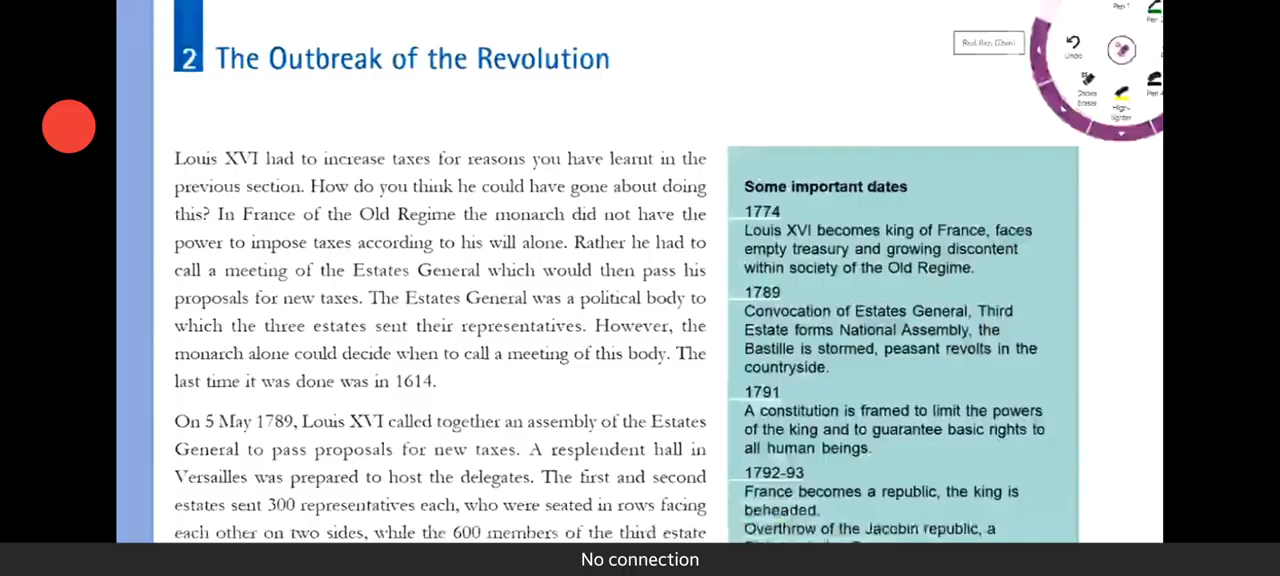 2 The Outbreak of the Revolution
Louis XVI had to increase taxes for reasons you have learnt in the
previous section. How do you think he could have gone about doing
this? In France of the Old Regime the monarch did not have the
power to impose taxes according to his will alone. Rather he had to
call a meeting of the Estates General which would then pass his
proposals for new taxes. The Estates General was a political body to
which the three estates sent their representatives. However, the
monarch alone could decide when to call a meeting of this body. The
last time it was done was in 1614.
On 5 May 1789, Louis XVI called together an assembly of the Estates
General to pass proposals for new taxes. A resplendent hall in
Versailles was prepared to host the delegates. The first and second
estates sent 300 representatives each, who were seated in rows facing
each other on two sides, while the 600 members of the third estate
Some important dates
1774
Louis XVI becomes king of France, faces
empty treasury and growing discontent
within society of the Old Regime.
1789
Convocation of Estates General, Third
Estate forms National Assembly, the
Bastille is stormed, peasant revolts in the
countryside.
1791
A constitution is framed to limit the powers
of the king and to guarantee basic rights to
all human beings.
1792-93
France becomes a republic, the king is
beheaded.
Overthrow of the Jacobin republic, a
Pen 1
Undo
Eraser
High-
lighter
No connection